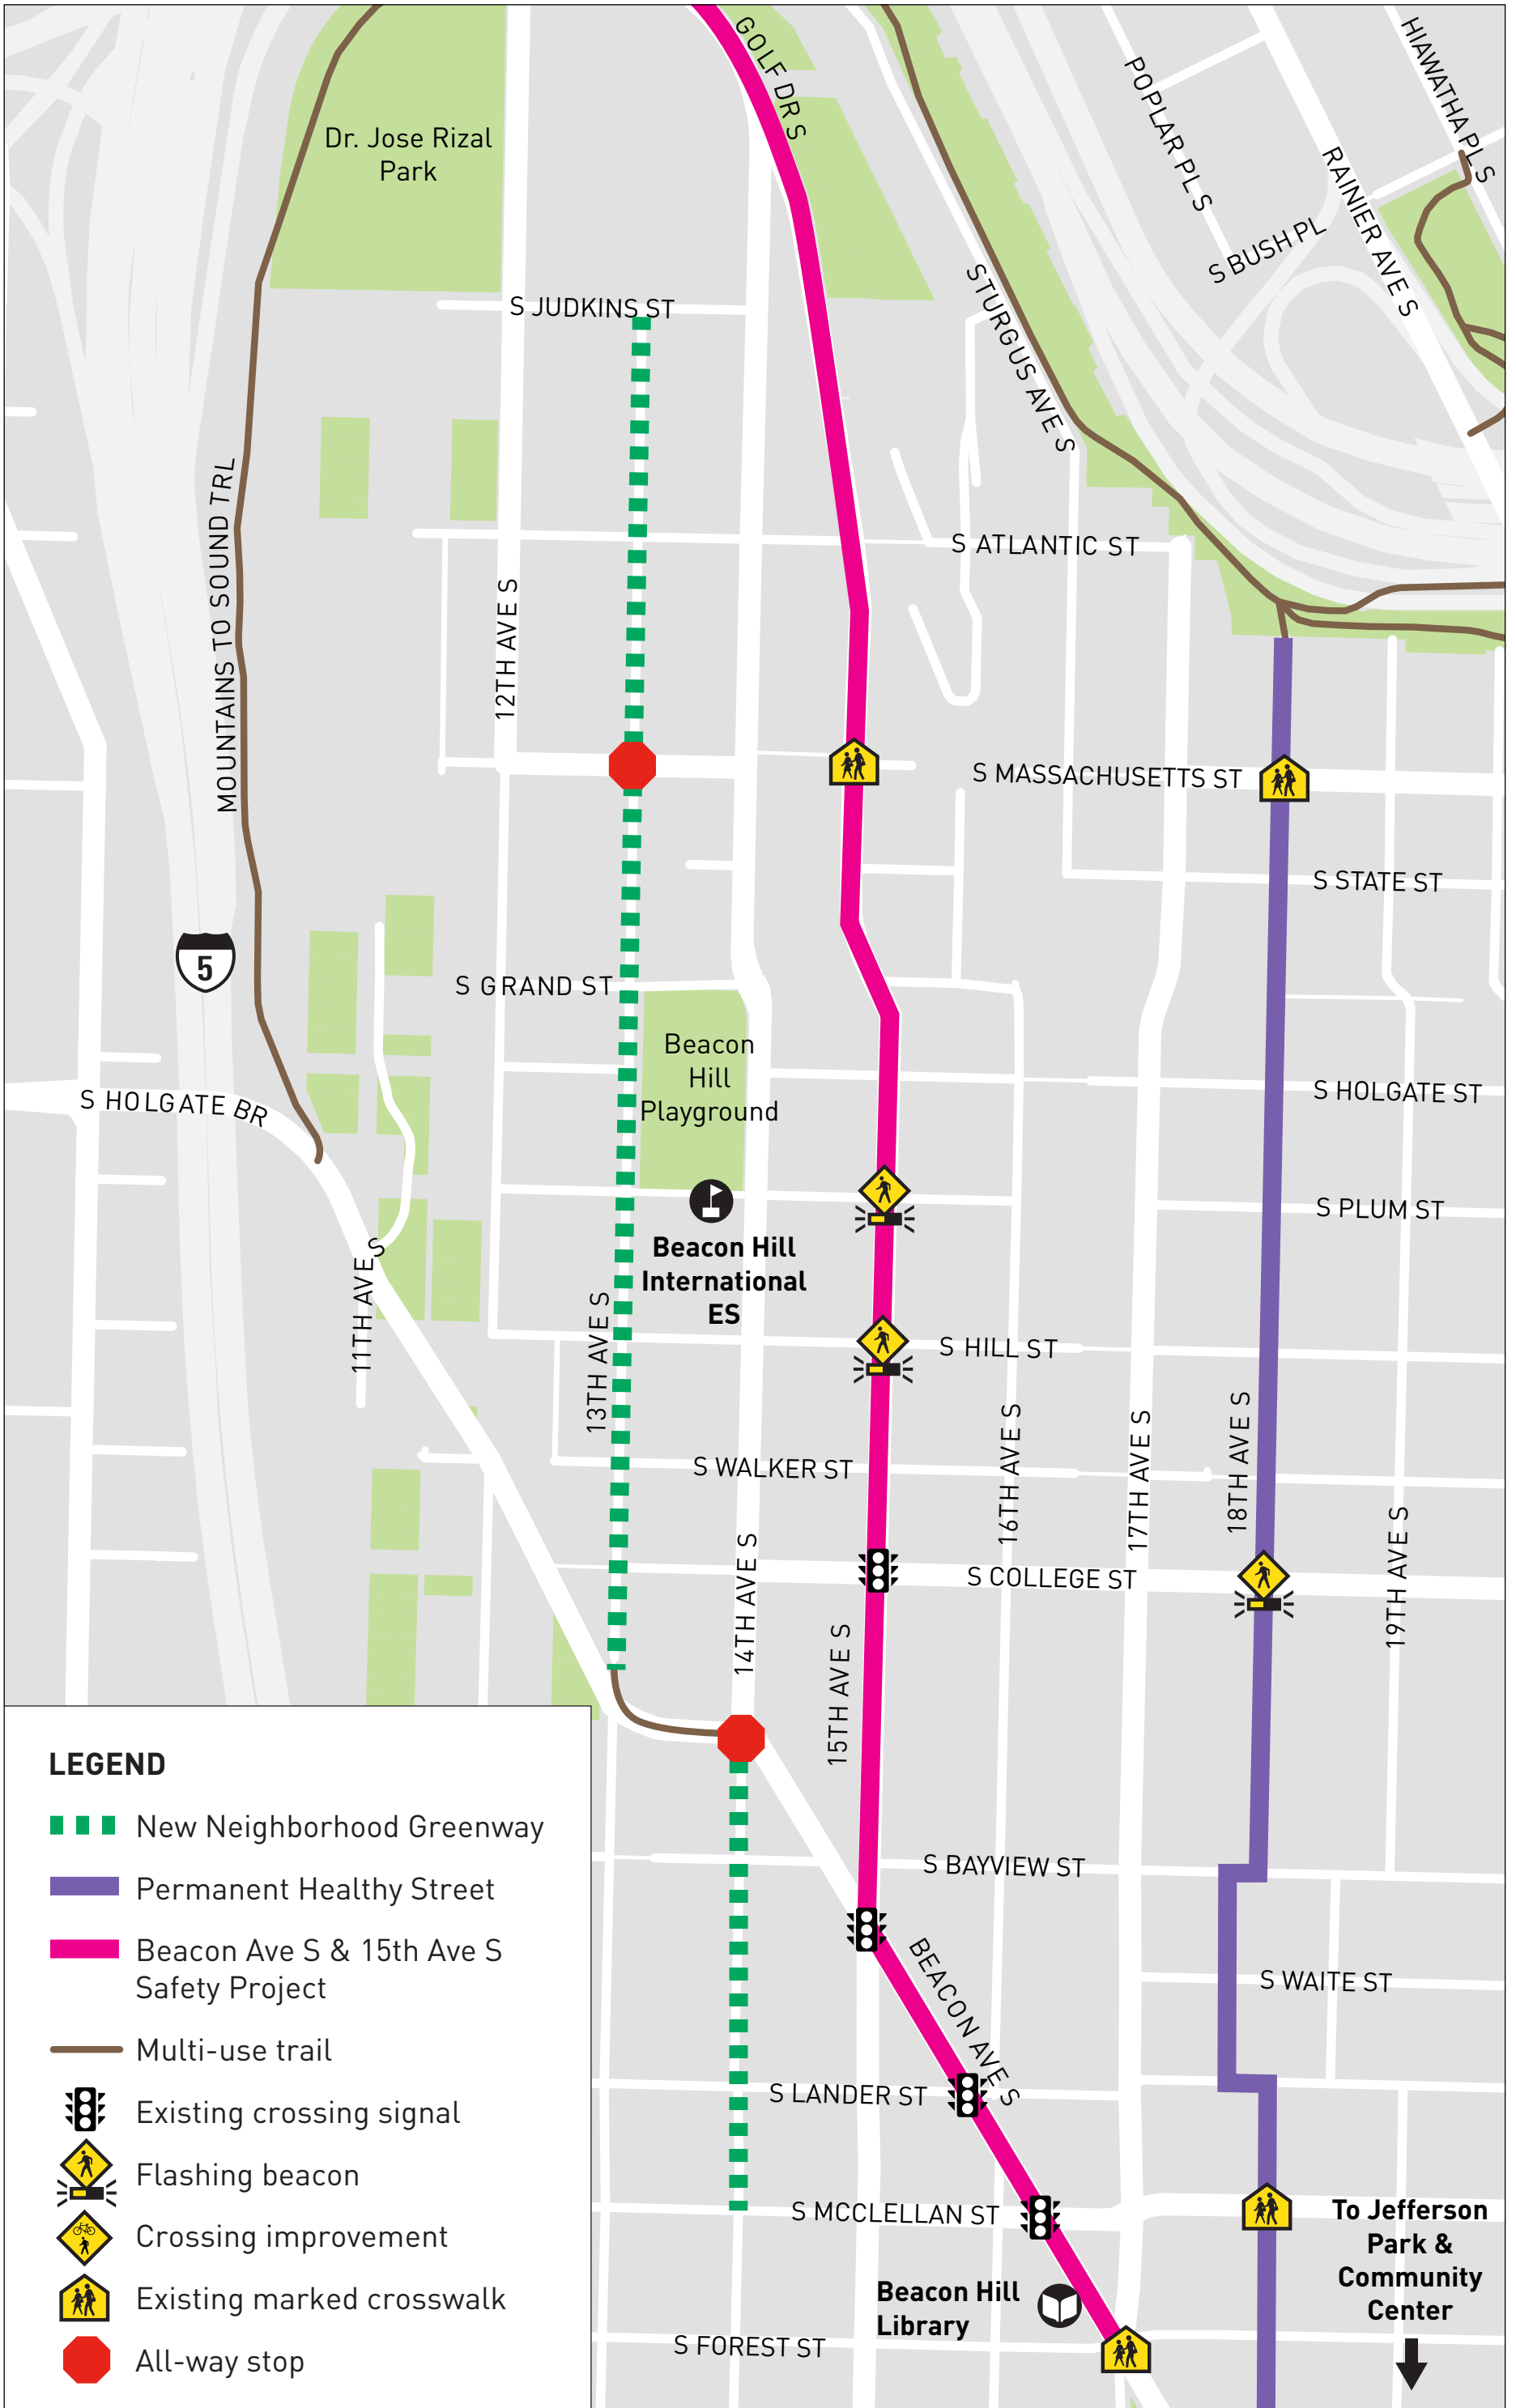 GOLF DR S
HIAWATHA PL S
POPLAR PL S
RAINIER AVE S
Dr. Jose Rizal
Park
S BUSH PL
S JUDKINS ST
STURGUS AVE S
S ATLANTIC ST
MOUNTAINS TO SOUND TRL
12TH AVE S
S MASSACHUSETTS ST
S STATE ST
5
S GRAND ST
Beacon
Hill
Playground
S HOLGATE BR
S HOLGATE ST
S PLUM ST
Beacon Hill
International
ES
11TH AVE S
13TH AVE S
S HILL ST
S WALKER ST
16TH AVE S
17TH AVE S
18TH AVE S
19TH AVE S
14TH AVE S
S COLLEGE ST
15TH AVE S
S BAYVIEW ST
BEACON AVE S
S WAITE ST
S LANDER ST
S MCCLELLAN ST
To Jefferson
Park &
Community
Center
Beacon Hill
Library
S FOREST ST
LEGEND
New Neighborhood Greenway
Permanent Healthy Street
Beacon Ave S & 15th Ave S
Safety Project
Multi-use trail
Existing crossing signal
Flashing beacon
Crossing improvement
Existing marked crosswalk
All-way stop